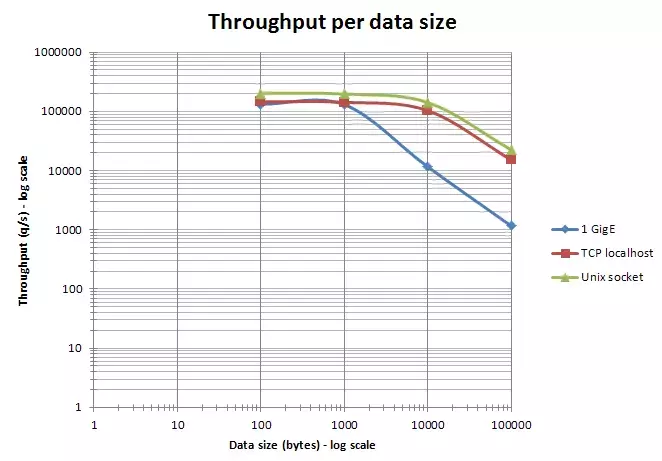 Throughput per data size
1000000
100000
10000
1000
100
10
1
Throughput (q/s) - log scale
1 10 100 1000 10000 100000
Data size (bytes) - log scale
1 GigE
TCP localhost
Unix socket